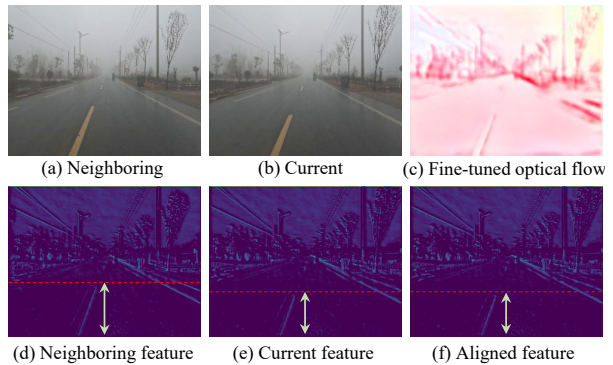 (a) Neighboring
(b) Current
(c) Fine-tuned optical flow
(d) Neighboring feature
(e) Current feature
(f) Aligned feature